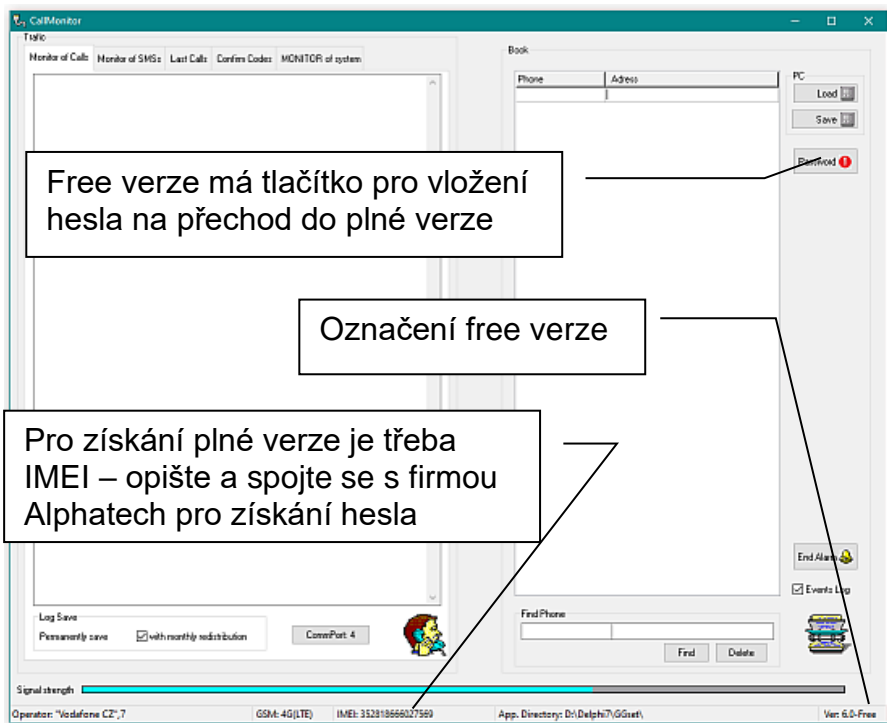 CallMonitor
Trafic
Monitor of Calls Monitor of SMSs Last Calls Confirm Codes MONITOR of system
Book
Phone Adress
PC
Load
Save
Password
Free verze má tlačítko pro vložení
hesla na přechod do plné verze
Označení free verze
Pro získání plné verze je třeba
IMEI – opište a spojte se s firmou
Alphatech pro získání hesla
End Alarm
Events Log
Log Save
Permanently save with monthly redistribution
CommPort: 4
Find Phone
Find Delete
Signal strength
Operator: "Vodafone CZ",7 GSM: 4G(LTE) IMEI: 352818666027569 App. Directory: D:\Delphi7\GGset\ Ver: 6.0-Free